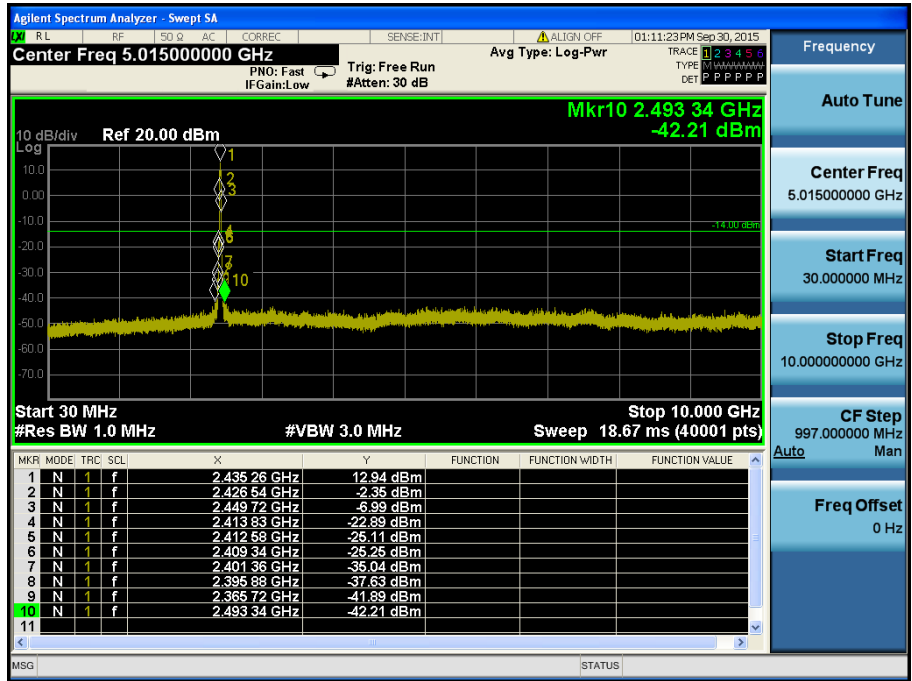 Agilent Spectrum Analyzer - Swept SA
LXI RL RF 50 Ω AC CORREC SENSE:INT ALIGN OFF 01:11:23 PM Sep 30, 2015
Center Freq 5.015000000 GHz
PNO: Fast
IFGain:Low
Trig: Free Run
#Atten: 30 dB
Avg Type: Log-Pwr
TRACE 1 2 3 4 5 6
TYPE M WWWWW
DET P P P P P P
Mkr10 2.493 34 GHz
-42.21 dBm
10 dB/div Ref 20.00 dBm
Log
10.0
0.00
-10.0
-20.0
-30.0
-40.0
-50.0
-60.0
-70.0
1
2
3
6
7
10
-14.00 dBm
Start 30 MHz
Stop 10.000 GHz
#Res BW 1.0 MHz
#VBW 3.0 MHz
Sweep 18.67 ms (40001 pts)
MKR MODE TRC SCL X Y FUNCTION FUNCTION WIDTH FUNCTION VALUE
1 N 1 f 2.435 26 GHz 12.94 dBm
2 N 1 f 2.426 54 GHz -2.35 dBm
3 N 1 f 2.449 72 GHz -6.99 dBm
4 N 1 f 2.413 83 GHz -22.89 dBm
5 N 1 f 2.412 58 GHz -25.11 dBm
6 N 1 f 2.409 34 GHz -25.25 dBm
7 N 1 f 2.401 36 GHz -35.04 dBm
8 N 1 f 2.395 88 GHz -37.63 dBm
9 N 1 f 2.365 72 GHz -41.89 dBm
10 N 1 f 2.493 34 GHz -42.21 dBm
11
MSG
STATUS
Frequency
Auto Tune
Center Freq
5.015000000 GHz
Start Freq
30.000000 MHz
Stop Freq
10.000000000 GHz
CF Step
997.000000 MHz
Auto Man
Freq Offset
0 Hz